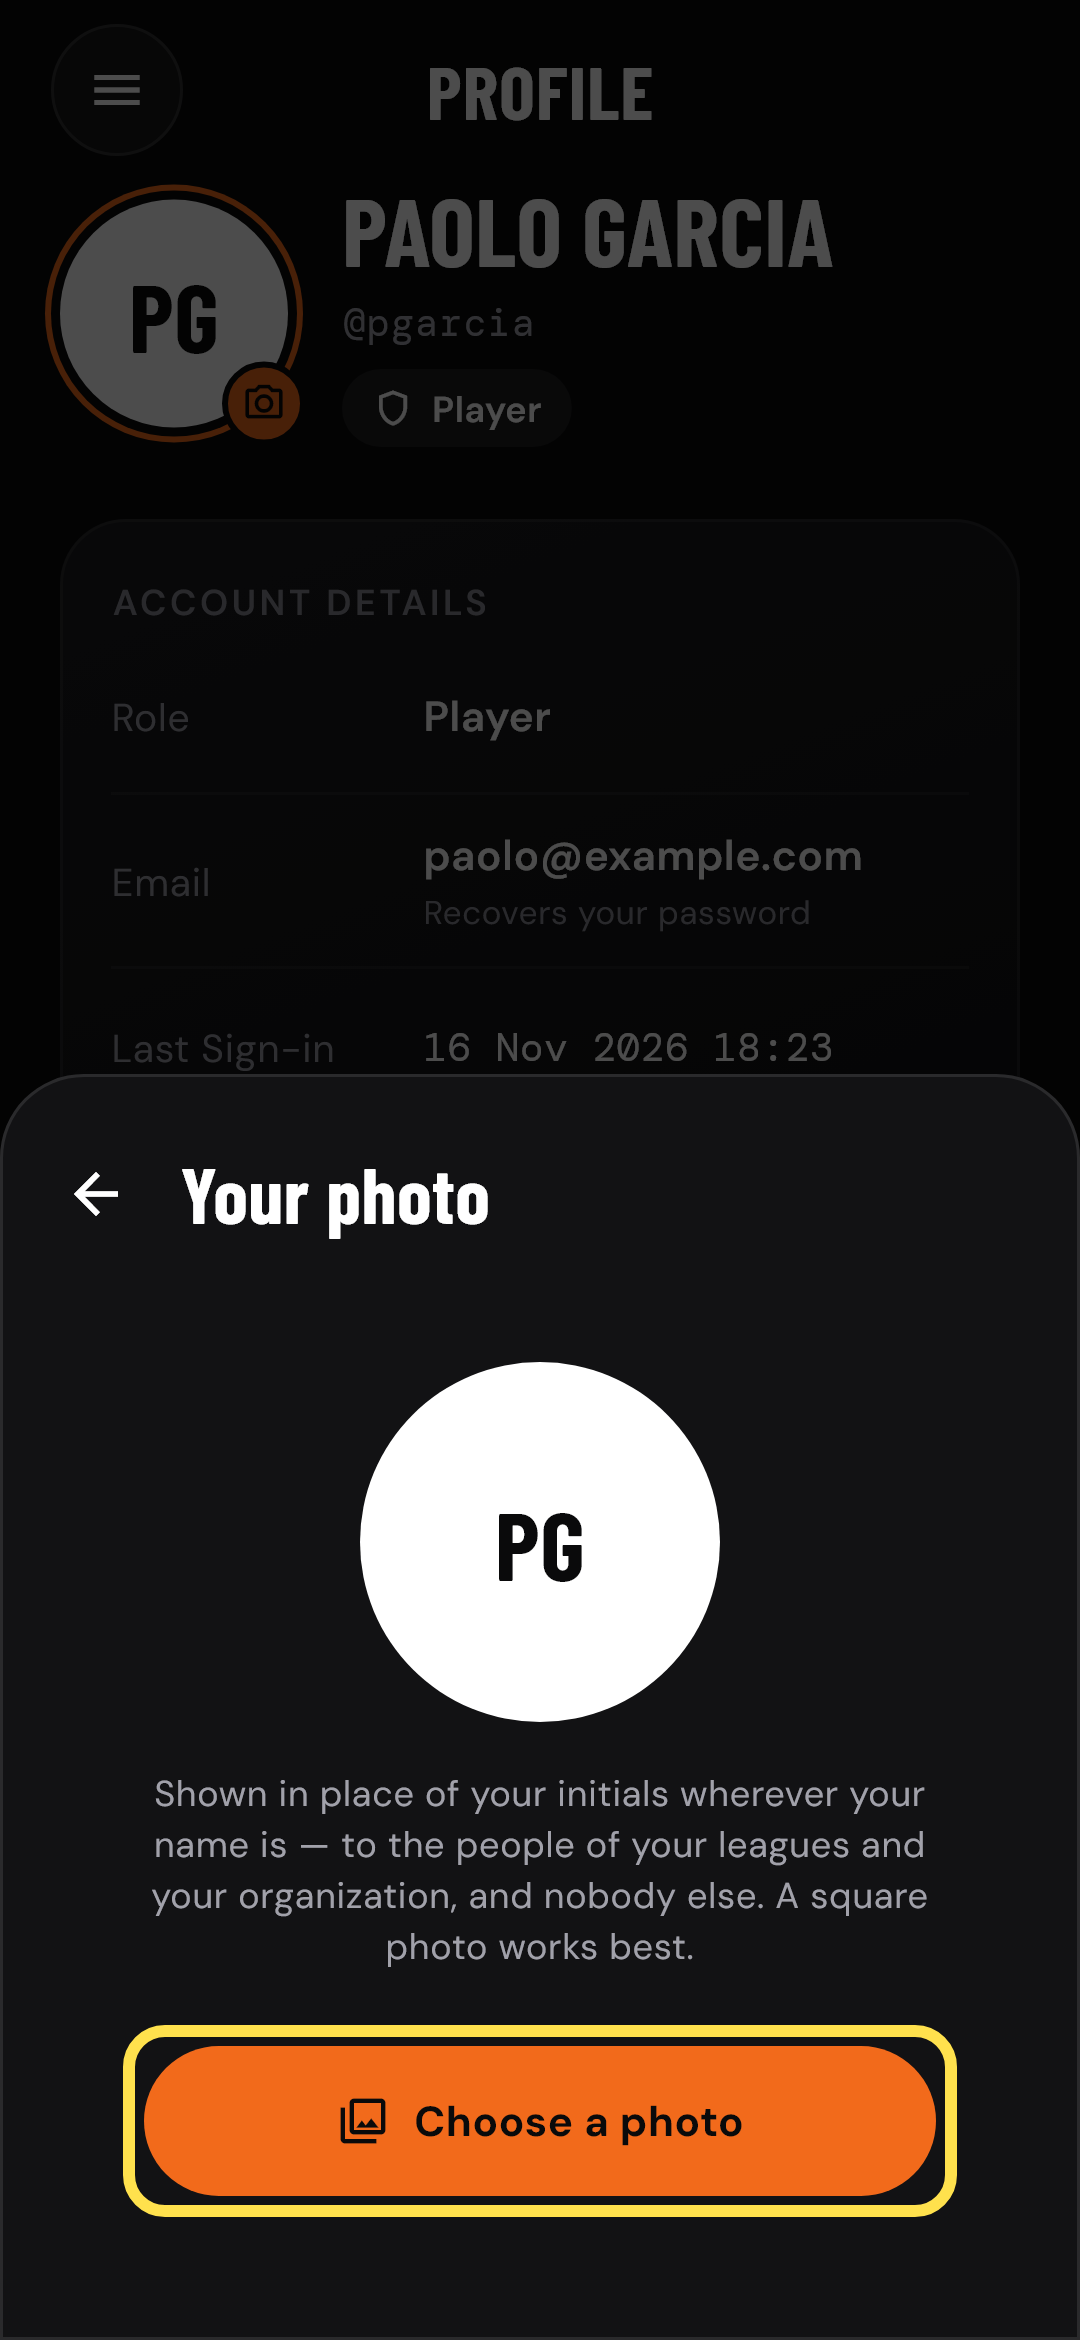 PROFILE
PG
PAOLO GARCIA
@pgarcia
Player
ACCOUNT DETAILS
Role
Player
Email
paolo@example.com
Recovers your password
Last Sign-in
16 Nov 2026 18:23
Your photo
PG
Shown in place of your initials wherever your
name is — to the people of your leagues and
your organization, and nobody else. A square
photo works best.
Choose a photo